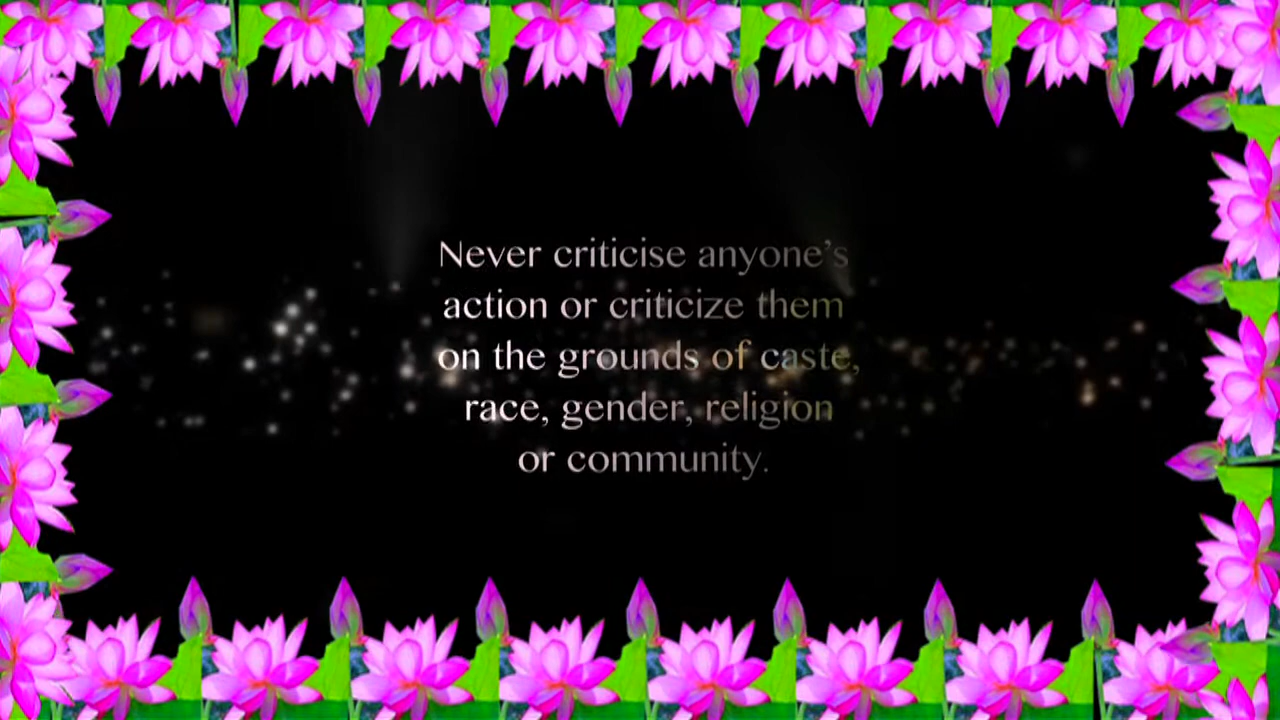 Never criticise anyone's
action or criticize them
on the grounds of caste,
race, gender, religion
or community.